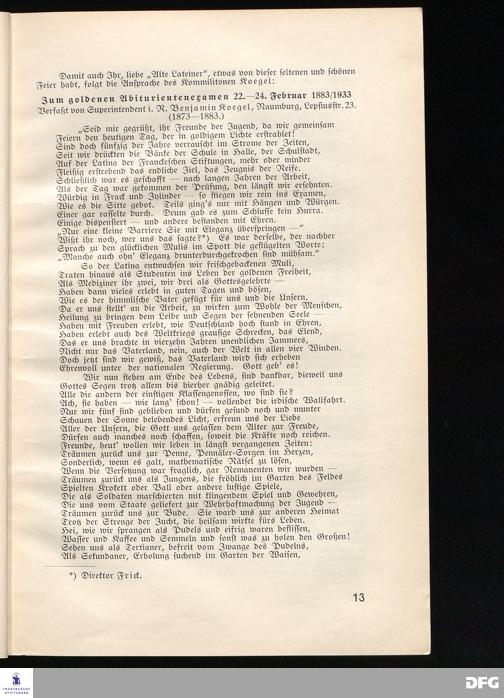 Damit auch Ihr, liebe „Alte Lateiner“, etwas von dieser seltenen und schönen
Feier habt, folgt die Ansprache des Kommilitonen Koegel:
Zum goldenen Abiturientenexamen 22.—24. Februar 1883/1933
Verfaßt von Superintendent i. R. Benjamin Koegel, Naumburg, Lepsiusstr. 23.
(1873—1883.)
„Seid mir gegrüßt, ihr Freunde der Jugend, da wir gemeinsam
Feiern den heutigen Tag, der in goldigem Lichte erstrahlet!
Sind doch fünfzig der Jahre verrauscht im Strome der Zeiten,
Seit wir drückten die Bänke der Schule in Halle, der Schulstadt,
Auf der Latina der Franckeschen Stiftungen, mehr oder minder
Fleißig erstrebend das endliche Ziel, das Zeugnis der Reife.
Schließlich war es geschafft — nach langen Jahren der Arbeit,
Als der Tag war gekommen der Prüfung, den längst wir ersehnten.
Würdig in Frack und Zylinder — so stiegen wir rein ins Examen,
Wie es die Sitte gebot. Teils ging's nur mit Hängen und Würgen.
Einer gar rasselte durch. Drum gab es zum Schlusse kein Hurra.
Einige dispensiert — und andere bestanden mit Ehren.
„Nur eine kleine Barriere Sie mit Eleganz überspringen —“
Wißt ihr noch, wer uns das sagte?*) Es war derselbe, der nachher
Sprach zu den glücklichen Mulis im Spott die geflügelten Worte:
„Manche auch ohn' Eleganz drunterdurchgekrochen sind mühsam.“
So der Latina entwuchsen wir frischgebackenen Muli,
Traten hinaus als Studenten ins Leben der goldenen Freiheit,
Als Mediziner ihr zwei, wir drei als Gottesgelehrte —
Haben dann vieles erlebt in guten Tagen und bösen,
Wie es der himmlische Vater gefügt für uns und die Unsern,
Da er uns stellt' an die Arbeit, zu wirken zum Wohle der Menschen,
Heilung zu bringen dem Leibe und Segen der sehnenden Seele —
Haben mit Freuden erlebt, wie Deutschland hoch stand in Ehren,
Haben erlebt auch des Weltkriegs grausige Schrecken, das Elend,
Das er uns brachte in vierzehn Jahren unendlichen Jammers,
Nicht nur das Vaterland, nein, auch der Welt in allen vier Winden.
Doch jetzt sind wir gewiß, das Vaterland wird sich erheben
Ehrenvoll unter der nationalen Regierung. Gott geb' es!
Wir nun stehen am Ende des Lebens, sind dankbar, dieweil uns
Gottes Segen trotz allem bis hierher gnädig geleitet.
Alle die andern der einstigen Klassengenossen, wo sind sie?
Ach, sie haben — wie lang' schon! — vollendet die irdische Wallfahrt.
Nur wir fünf sind geblieben und dürfen gesund noch und munter
Schauen der Sonne belebendes Licht, erfreun uns der Liebe
Aller der Unsern, die Gott uns gelassen dem Alter zur Freude,
Dürfen auch manches noch schaffen, soweit die Kräfte noch reichen.
Freunde, heut' wollen wir leben in längst vergangenen Zeiten:
Träumen zurück uns zur Penne, Pennäler-Sorgen im Herzen,
Sonderlich, wenn es galt, mathematische Rätsel zu lösen,
Wenn die Versetzung war fraglich, gar Remanenten wir wurden —
Träumen zurück uns als Jungens, die fröhlich im Garten des Feldes
Spielten Krokett oder Ball oder andere lustige Spiele,
Die als Soldaten marschierten mit klingendem Spiel und Gewehren,
Die uns vom Staate geliefert zur Wehrhaftmachung der Jugend —
Träumen zurück uns zur Bude. Sie ward uns zur anderen Heimat
Trotz der Strenge der Zucht, die heilsam wirkte fürs Leben.
Hei, wie wir sprangen als Pudels und eifrig waren beflissen,
Wasser und Kaffee und Semmeln und sonst was zu holen den Großen!
Sehen uns als Tertianer, befreit vom Zwange des Pudelns,
Als Sekundaner, Erholung suchend im Garten der Waisen,
*) Direktor Frick.
13
FRANCKESCHE
STIFTUNGEN
DFG